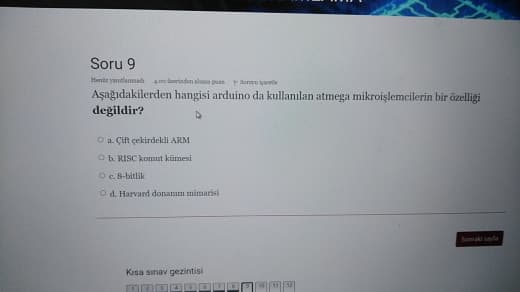 Soru 9
Henüz yanıtlanmadı 4,00 üzerinden alınan puan Soruyu işaretle
Aşağıdakilerden hangisi arduino da kullanılan atmega mikroişlemcilerin bir özelliği
değildir?
a. Çift çekirdekli ARM
b. RISC komut kümesi
c. 8-bitlik
d. Harvard donanım mimarisi
Sonraki sayfa
Kısa sınav gezintisi
1 2 3 4 5 6 7 8 9 10 11 12